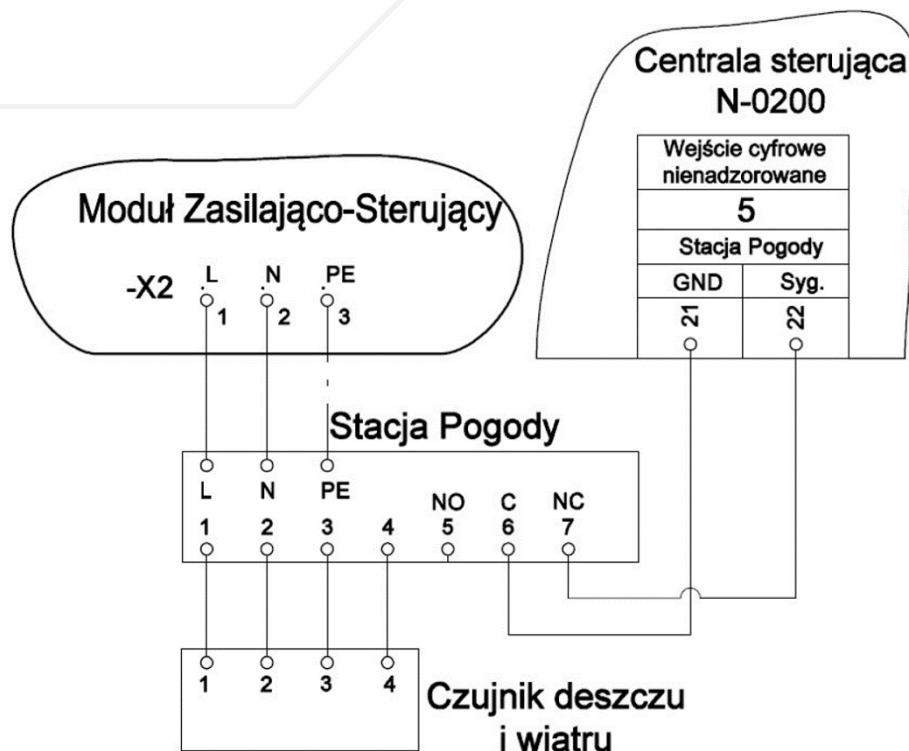 Centrala sterująca
N-0200
Wejście cyfrowe
nienadzorowane
5
Stacja Pogody
GND Syg.
21 22
Moduł Zasilająco-Sterujący
-X2 L N PE
1 2 3
Stacja Pogody
L N PE NO C NC
1 2 3 4 5 6 7
1 2 3 4
Czujnik deszczu
i wiatru